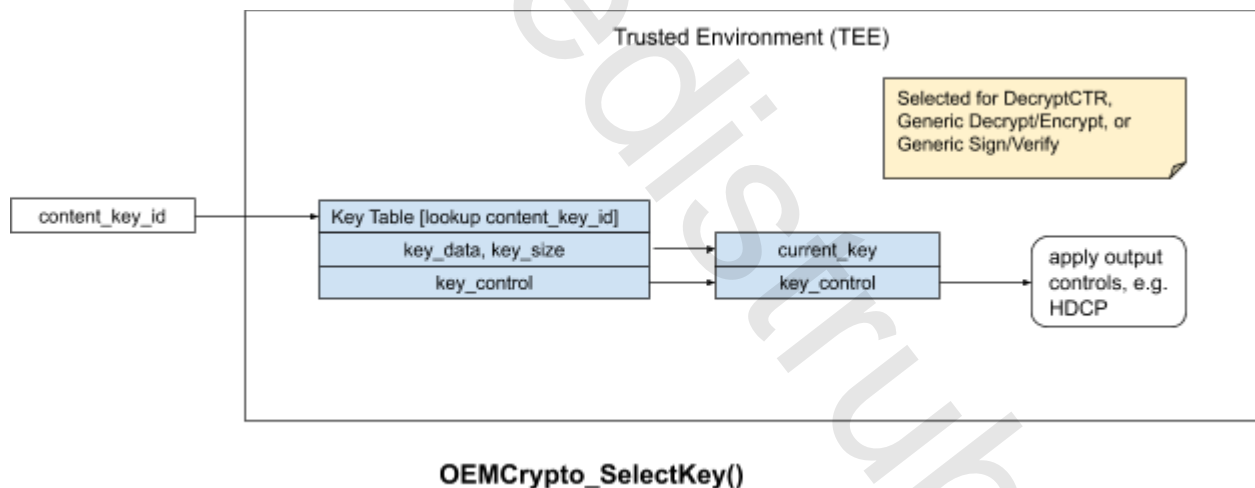 Trusted Environment (TEE)
Selected for DecryptCTR,
Generic Decrypt/Encrypt, or
Generic Sign/Verify
content_key_id
Key Table [lookup content_key_id]
key_data, key_size
key_control
current_key
key_control
apply output
controls, e.g.
HDCP
OEMCrypto_SelectKey()
edistrub